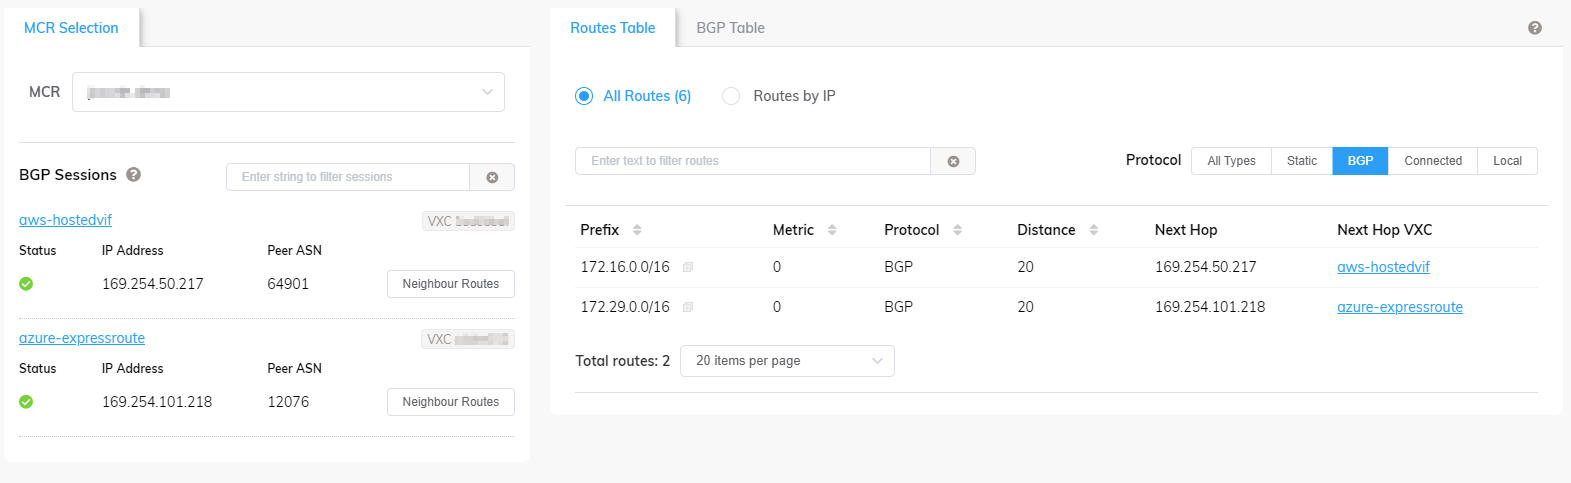 MCR Selection
MCR
BGP Sessions
Enter string to filter sessions
aws-hostedvif
VXC
Status IP Address Peer ASN
169.254.50.217 64901 Neighbour Routes
azure-expressroute
VXC
Status IP Address Peer ASN
169.254.101.218 12076 Neighbour Routes
Routes Table BGP Table
All Routes (6) Routes by IP
Enter text to filter routes
Protocol All Types Static BGP Connected Local
Prefix Metric Protocol Distance Next Hop Next Hop VXC
172.16.0.0/16 0 BGP 20 169.254.50.217 aws-hostedvif
172.29.0.0/16 0 BGP 20 169.254.101.218 azure-expressroute
Total routes: 2 20 items per page